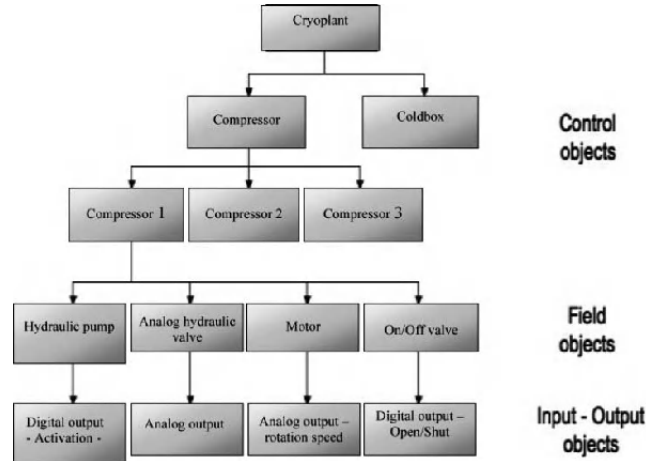 Cryoplant
Compressor
Coldbox
Control
objects
Compressor 1
Compressor 2
Compressor 3
Hydraulic pump
Analog hydraulic
valve
Motor
On/Off valve
Field
objects
Digital output
- Activation -
Analog output
Analog output –
rotation speed
Digital output –
Open/Shut
Input - Output
objects